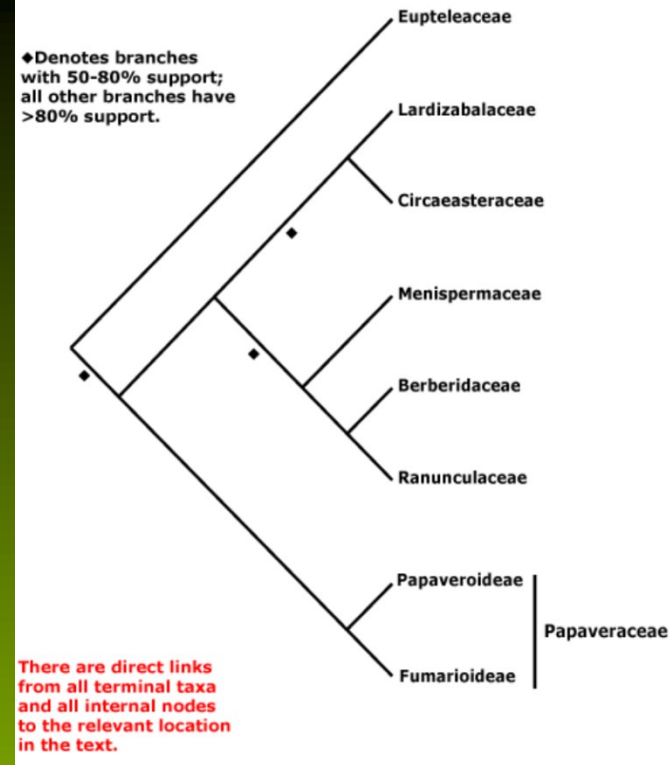 Eupteleaceae
◆Denotes branches
with 50-80% support;
all other branches have
>80% support.
Lardizabalaceae
Circaeasteraceae
Menispermaceae
Berberidaceae
Ranunculaceae
Papaveroideae
Papaveraceae
Fumarioideae
There are direct links
from all terminal taxa
and all internal nodes
to the relevant location
in the text.